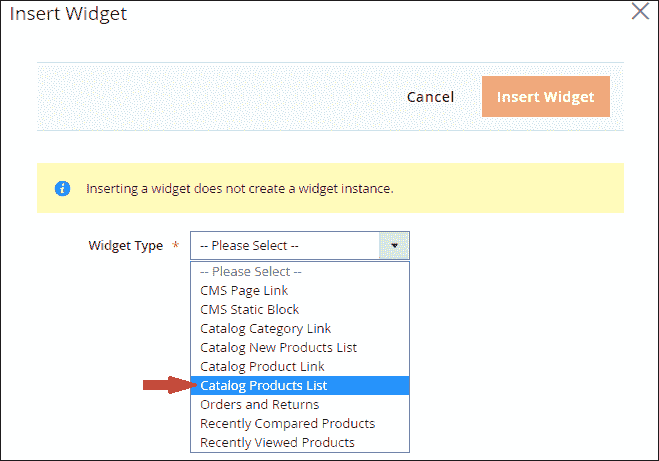 Insert Widget
Cancel
Insert Widget
Inserting a widget does not create a widget instance.
Widget Type *
-- Please Select --
-- Please Select --
CMS Page Link
CMS Static Block
Catalog Category Link
Catalog New Products List
Catalog Product Link
Catalog Products List
Orders and Returns
Recently Compared Products
Recently Viewed Products